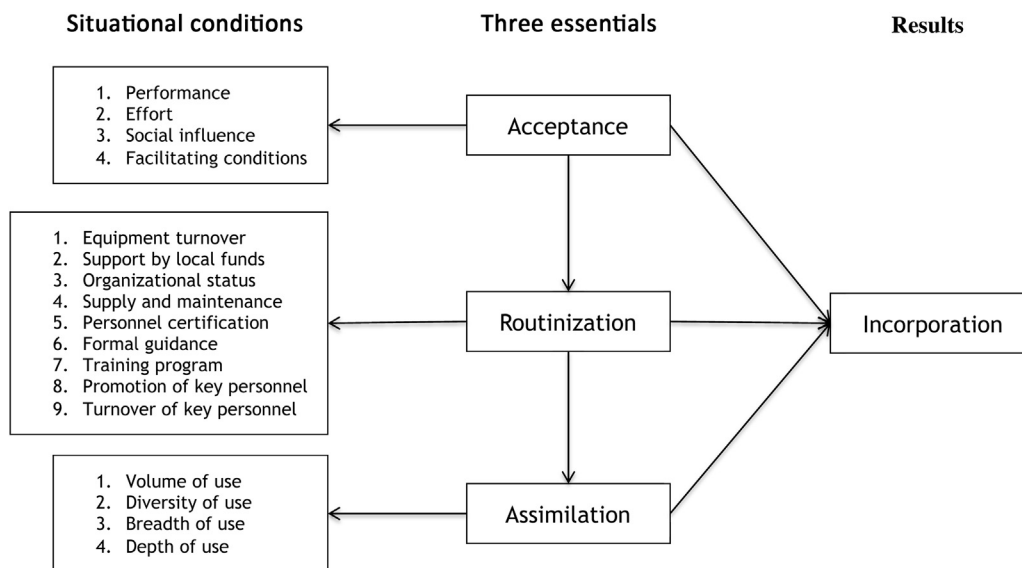 Situational conditions
Three essentials
Results
1. Performance
2. Effort
3. Social influence
4. Facilitating conditions
Acceptance
1. Equipment turnover
2. Support by local funds
3. Organizational status
4. Supply and maintenance
5. Personnel certification
6. Formal guidance
7. Training program
8. Promotion of key personnel
9. Turnover of key personnel
Routinization
Incorporation
1. Volume of use
2. Diversity of use
3. Breadth of use
4. Depth of use
Assimilation